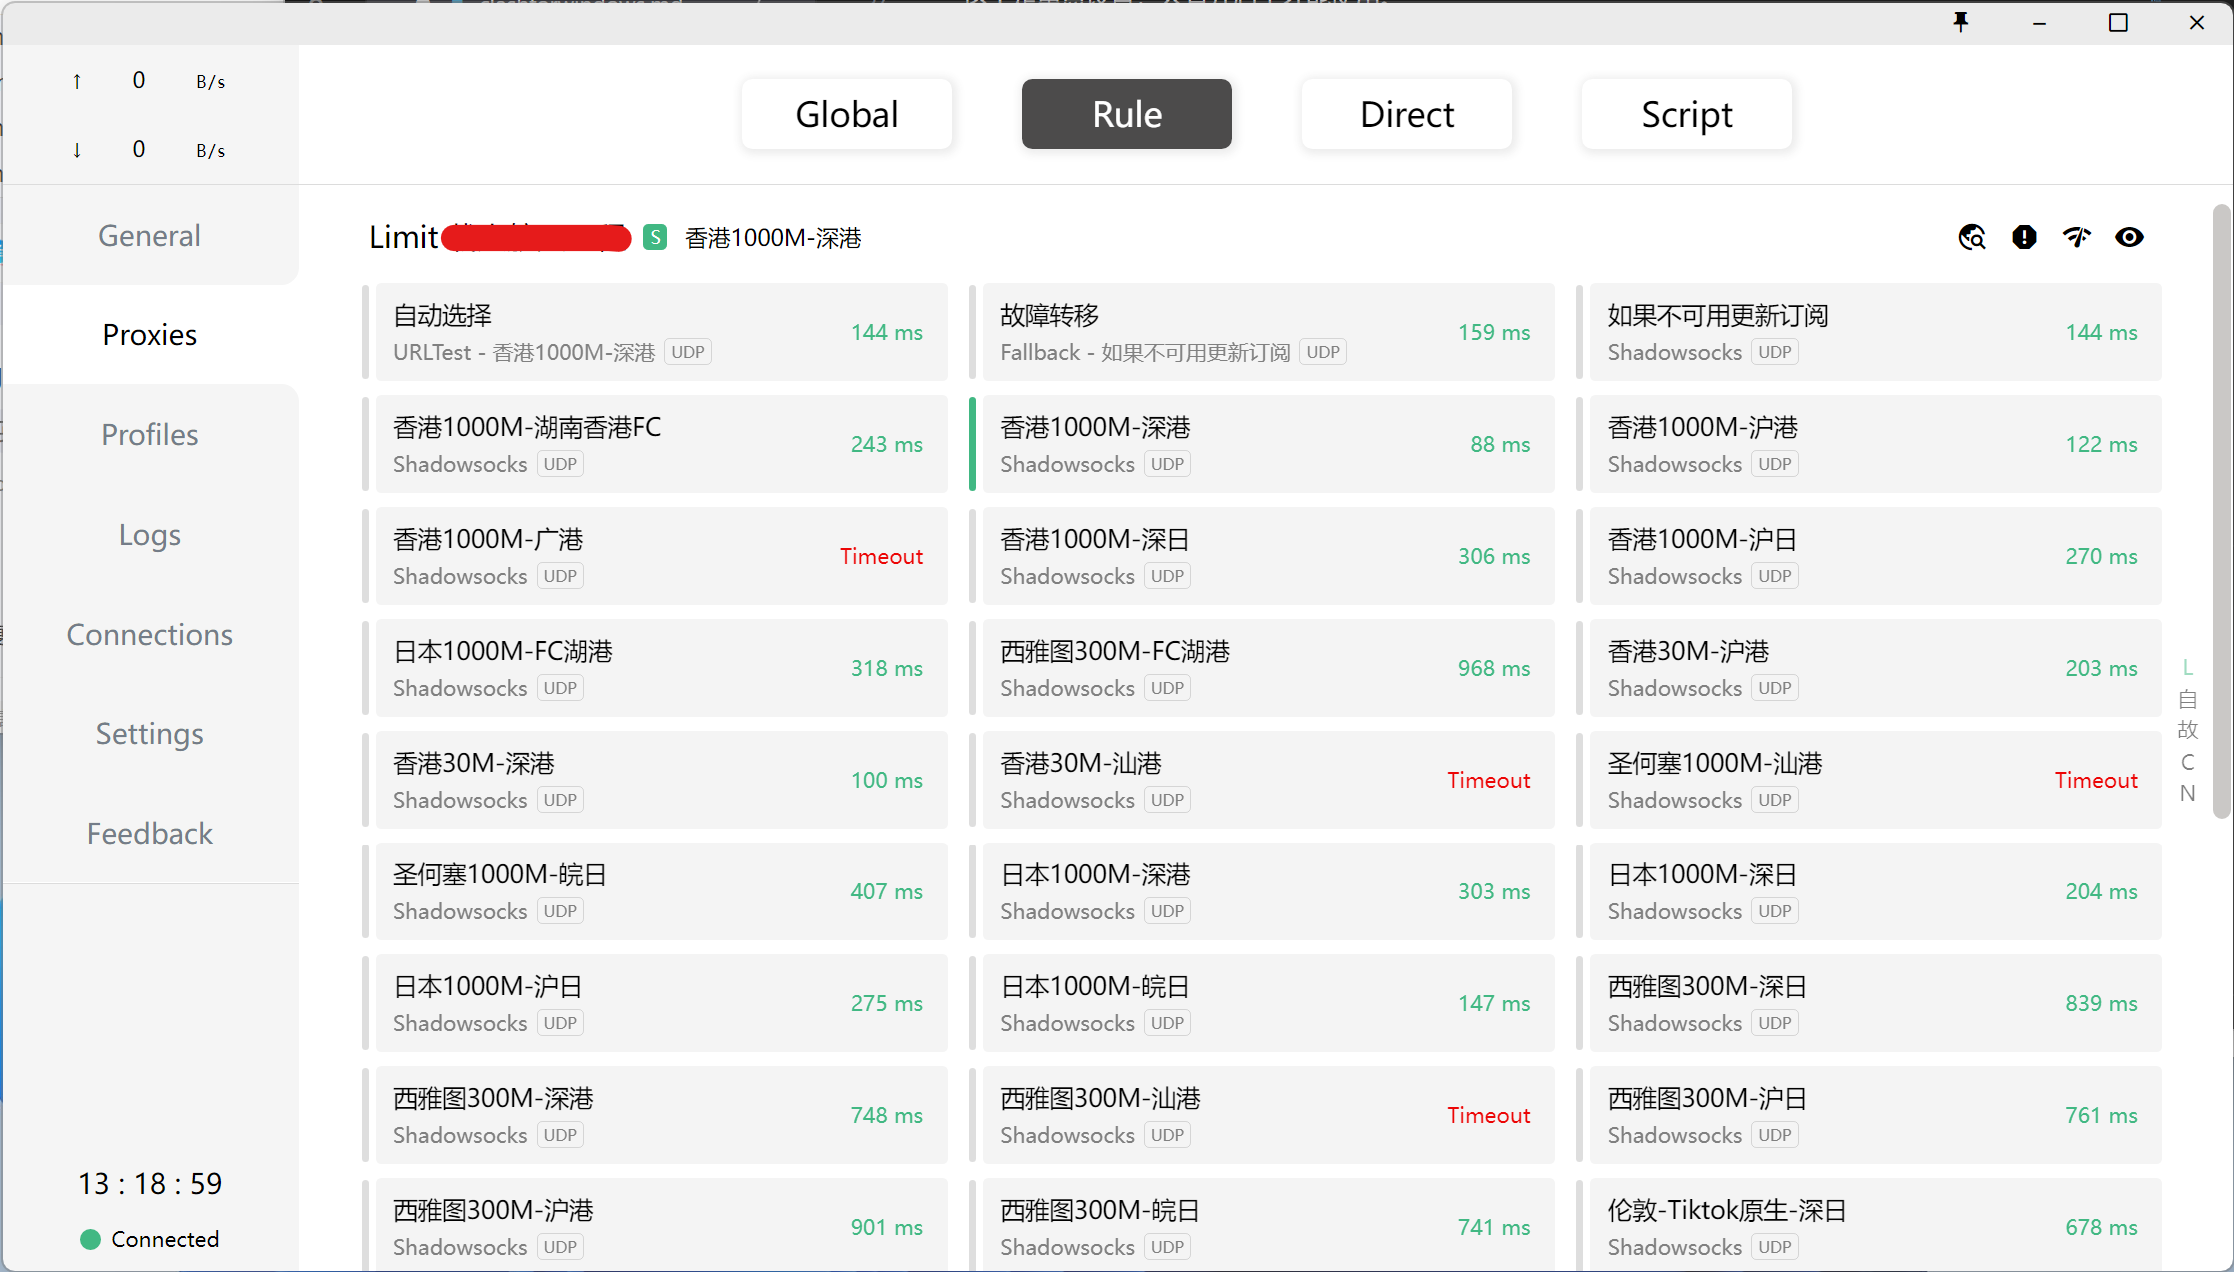 ↑ 0 B/s
↓ 0 B/s
General
Proxies
Profiles
Logs
Connections
Settings
Feedback
13 : 18 : 59
Connected
Global Rule Direct Script
Limit S 香港1000M-深港
自动选择
URLTest - 香港1000M-深港 UDP
144 ms
故障转移
Fallback - 如果不可用更新订阅 UDP
159 ms
如果不可用更新订阅
Shadowsocks UDP
144 ms
香港1000M-湖南香港FC
Shadowsocks UDP
243 ms
香港1000M-深港
Shadowsocks UDP
88 ms
香港1000M-沪港
Shadowsocks UDP
122 ms
香港1000M-广港
Shadowsocks UDP
Timeout
香港1000M-深日
Shadowsocks UDP
306 ms
香港1000M-沪日
Shadowsocks UDP
270 ms
日本1000M-FC湖港
Shadowsocks UDP
318 ms
西雅图300M-FC湖港
Shadowsocks UDP
968 ms
香港30M-沪港
Shadowsocks UDP
203 ms
香港30M-深港
Shadowsocks UDP
100 ms
香港30M-汕港
Shadowsocks UDP
Timeout
圣何塞1000M-汕港
Shadowsocks UDP
Timeout
圣何塞1000M-皖日
Shadowsocks UDP
407 ms
日本1000M-深港
Shadowsocks UDP
303 ms
日本1000M-深日
Shadowsocks UDP
204 ms
日本1000M-沪日
Shadowsocks UDP
275 ms
日本1000M-皖日
Shadowsocks UDP
147 ms
西雅图300M-深日
Shadowsocks UDP
839 ms
西雅图300M-深港
Shadowsocks UDP
748 ms
西雅图300M-汕港
Shadowsocks UDP
Timeout
西雅图300M-沪日
Shadowsocks UDP
761 ms
西雅图300M-沪港
Shadowsocks UDP
901 ms
西雅图300M-皖日
Shadowsocks UDP
741 ms
伦敦-Tiktok原生-深日
Shadowsocks UDP
678 ms
L
自
故
C
N